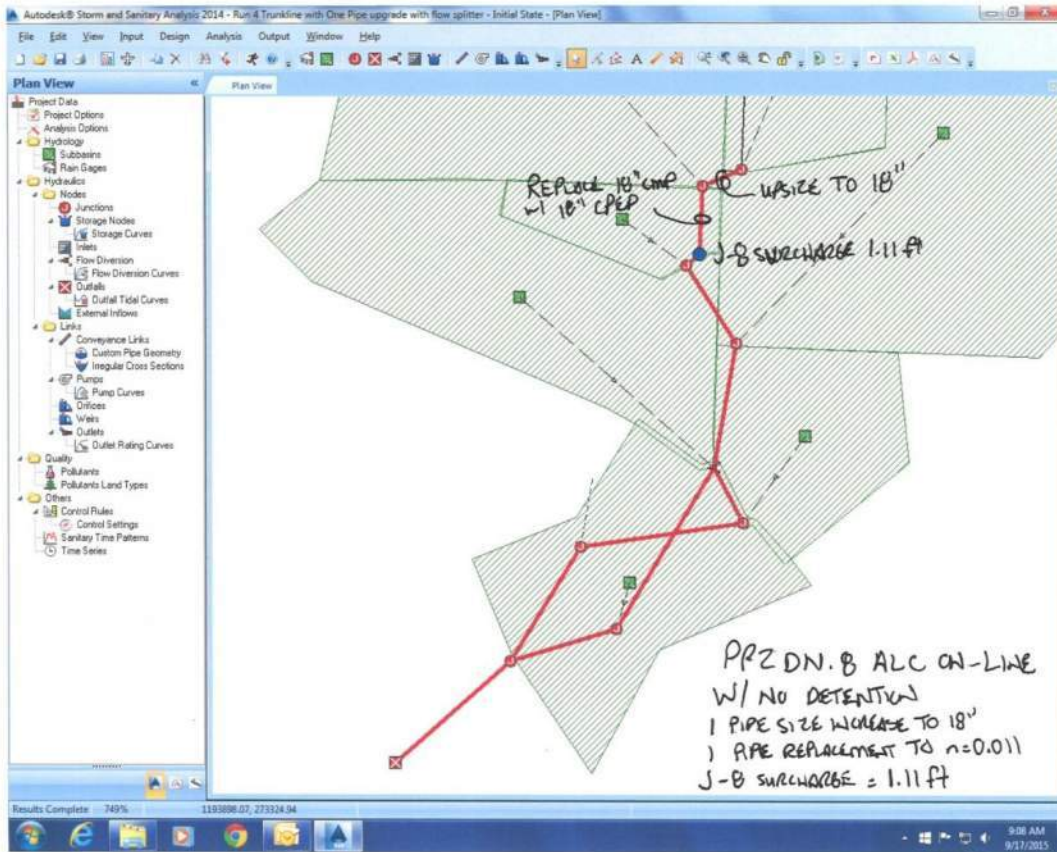 Autodesk® Storm and Sanitary Analysis 2014 - Run 4 Trunkline with One Pipe upgrade with flow splitter - Initial State - [Plan View]
File Edit View Input Design Analysis Output Window Help
Plan View
Plan View
Project Data
Project Options
Analysis Options
Hydrology
Subbasins
Rain Gages
Hydraulics
Nodes
Junctions
Storage Nodes
Storage Curves
Inlets
Flow Diversion
Flow Diversion Curves
Outfalls
Outfall Tidal Curves
External Inflows
Links
Conveyance Links
Custom Pipe Geometry
Irregular Cross Sections
Pumps
Pump Curves
Orifices
Weirs
Outlets
Outlet Rating Curves
Quality
Pollutants
Pollutants Land Types
Others
Control Rules
Control Settings
Sanitary Time Patterns
Time Series
REPLACE 18" CMP
W/ 18" CPEP
UPSIZE TO 18"
J-8 SURCHARGE 1.11 ft
W/ NO DETENTION
1 PIPE SIZE INCREASE TO 18"
1 PIPE REPLACEMENT TO n=0.011
J-8 SURCHARGE = 1.11 ft
Results Complete 749% 1193898.07, 273324.94
9:08 AM
9/17/2015